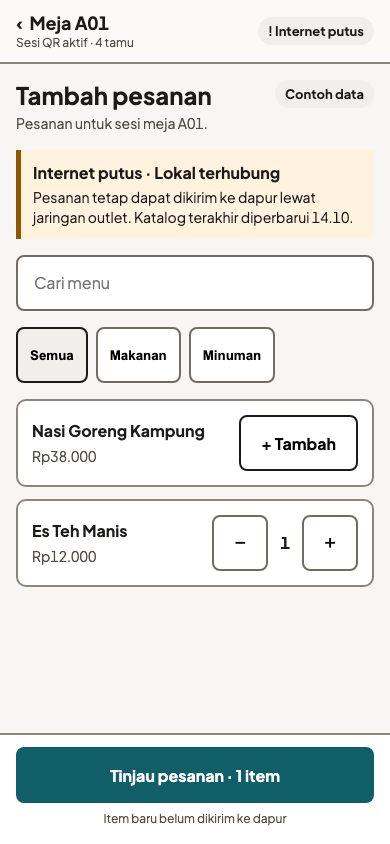 ‹ Meja A01
Sesi QR aktif · 4 tamu
! Internet putus
Tambah pesanan
Contoh data
Pesanan untuk sesi meja A01.
Internet putus · Lokal terhubung
Pesanan tetap dapat dikirim ke dapur lewat
jaringan outlet. Katalog terakhir diperbarui 14.10.
Cari menu
Semua
Makanan
Minuman
Nasi Goreng Kampung
Rp38.000
+ Tambah
Es Teh Manis
Rp12.000
− 1 +
Tinjau pesanan · 1 item
Item baru belum dikirim ke dapur